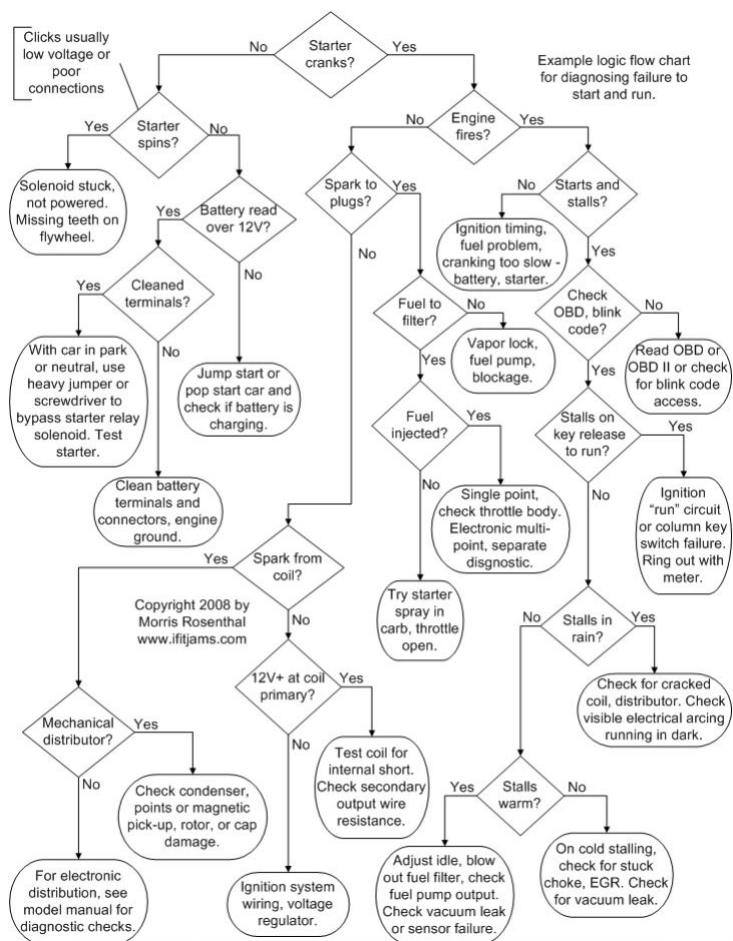 Clicks usually
low voltage or
poor
connections
No
Starter
cranks?
Yes
Example logic flow chart
for diagnosing failure to
start and run.
Yes
Starter
spins?
No
No
Engine
fires?
Yes
Solenoid stuck,
not powered.
Missing teeth on
flywheel.
Yes
Battery read
over 12V?
No
Spark to
plugs?
Yes
No
No
Starts and
stalls?
Yes
Ignition timing,
fuel problem,
cranking too slow -
battery, starter.
Yes
Cleaned
terminals?
No
Fuel to
filter?
No
Yes
Check
OBD, blink
code?
No
Yes
With car in park
or neutral, use
heavy jumper or
screwdriver to
bypass starter relay
solenoid. Test
starter.
Jump start or
pop start car and
check if battery is
charging.
Vapor lock,
fuel pump,
blockage.
Read OBD or
OBD II or check
for blink code
access.
Fuel
injected?
Yes
No
Stalls on
key release
to run?
Yes
No
Clean battery
terminals and
connectors, engine
ground.
Single point,
check throttle body.
Electronic multi-
point, separate
disgnostic.
Ignition
“run” circuit
or column key
switch failure.
Ring out with
meter.
Yes
Spark from
coil?
No
Copyright 2008 by
Morris Rosenthal
www.ifitjams.com
Try starter
spray in
carb, throttle
open.
No
Stalls in
rain?
Yes
Mechanical
distributor?
Yes
No
12V+ at coil
primary?
Yes
No
Check for cracked
coil, distributor. Check
visible electrical arcing
running in dark.
Check condenser,
points or magnetic
pick-up, rotor, or cap
damage.
Test coil for
internal short.
Check secondary
output wire
resistance.
Yes
Stalls
warm?
No
For electronic
distribution, see
model manual for
diagnostic checks.
Ignition system
wiring, voltage
regulator.
Adjust idle, blow
out fuel filter, check
fuel pump output.
Check vacuum leak
or sensor failure.
On cold stalling,
check for stuck
choke, EGR. Check
for vacuum leak.